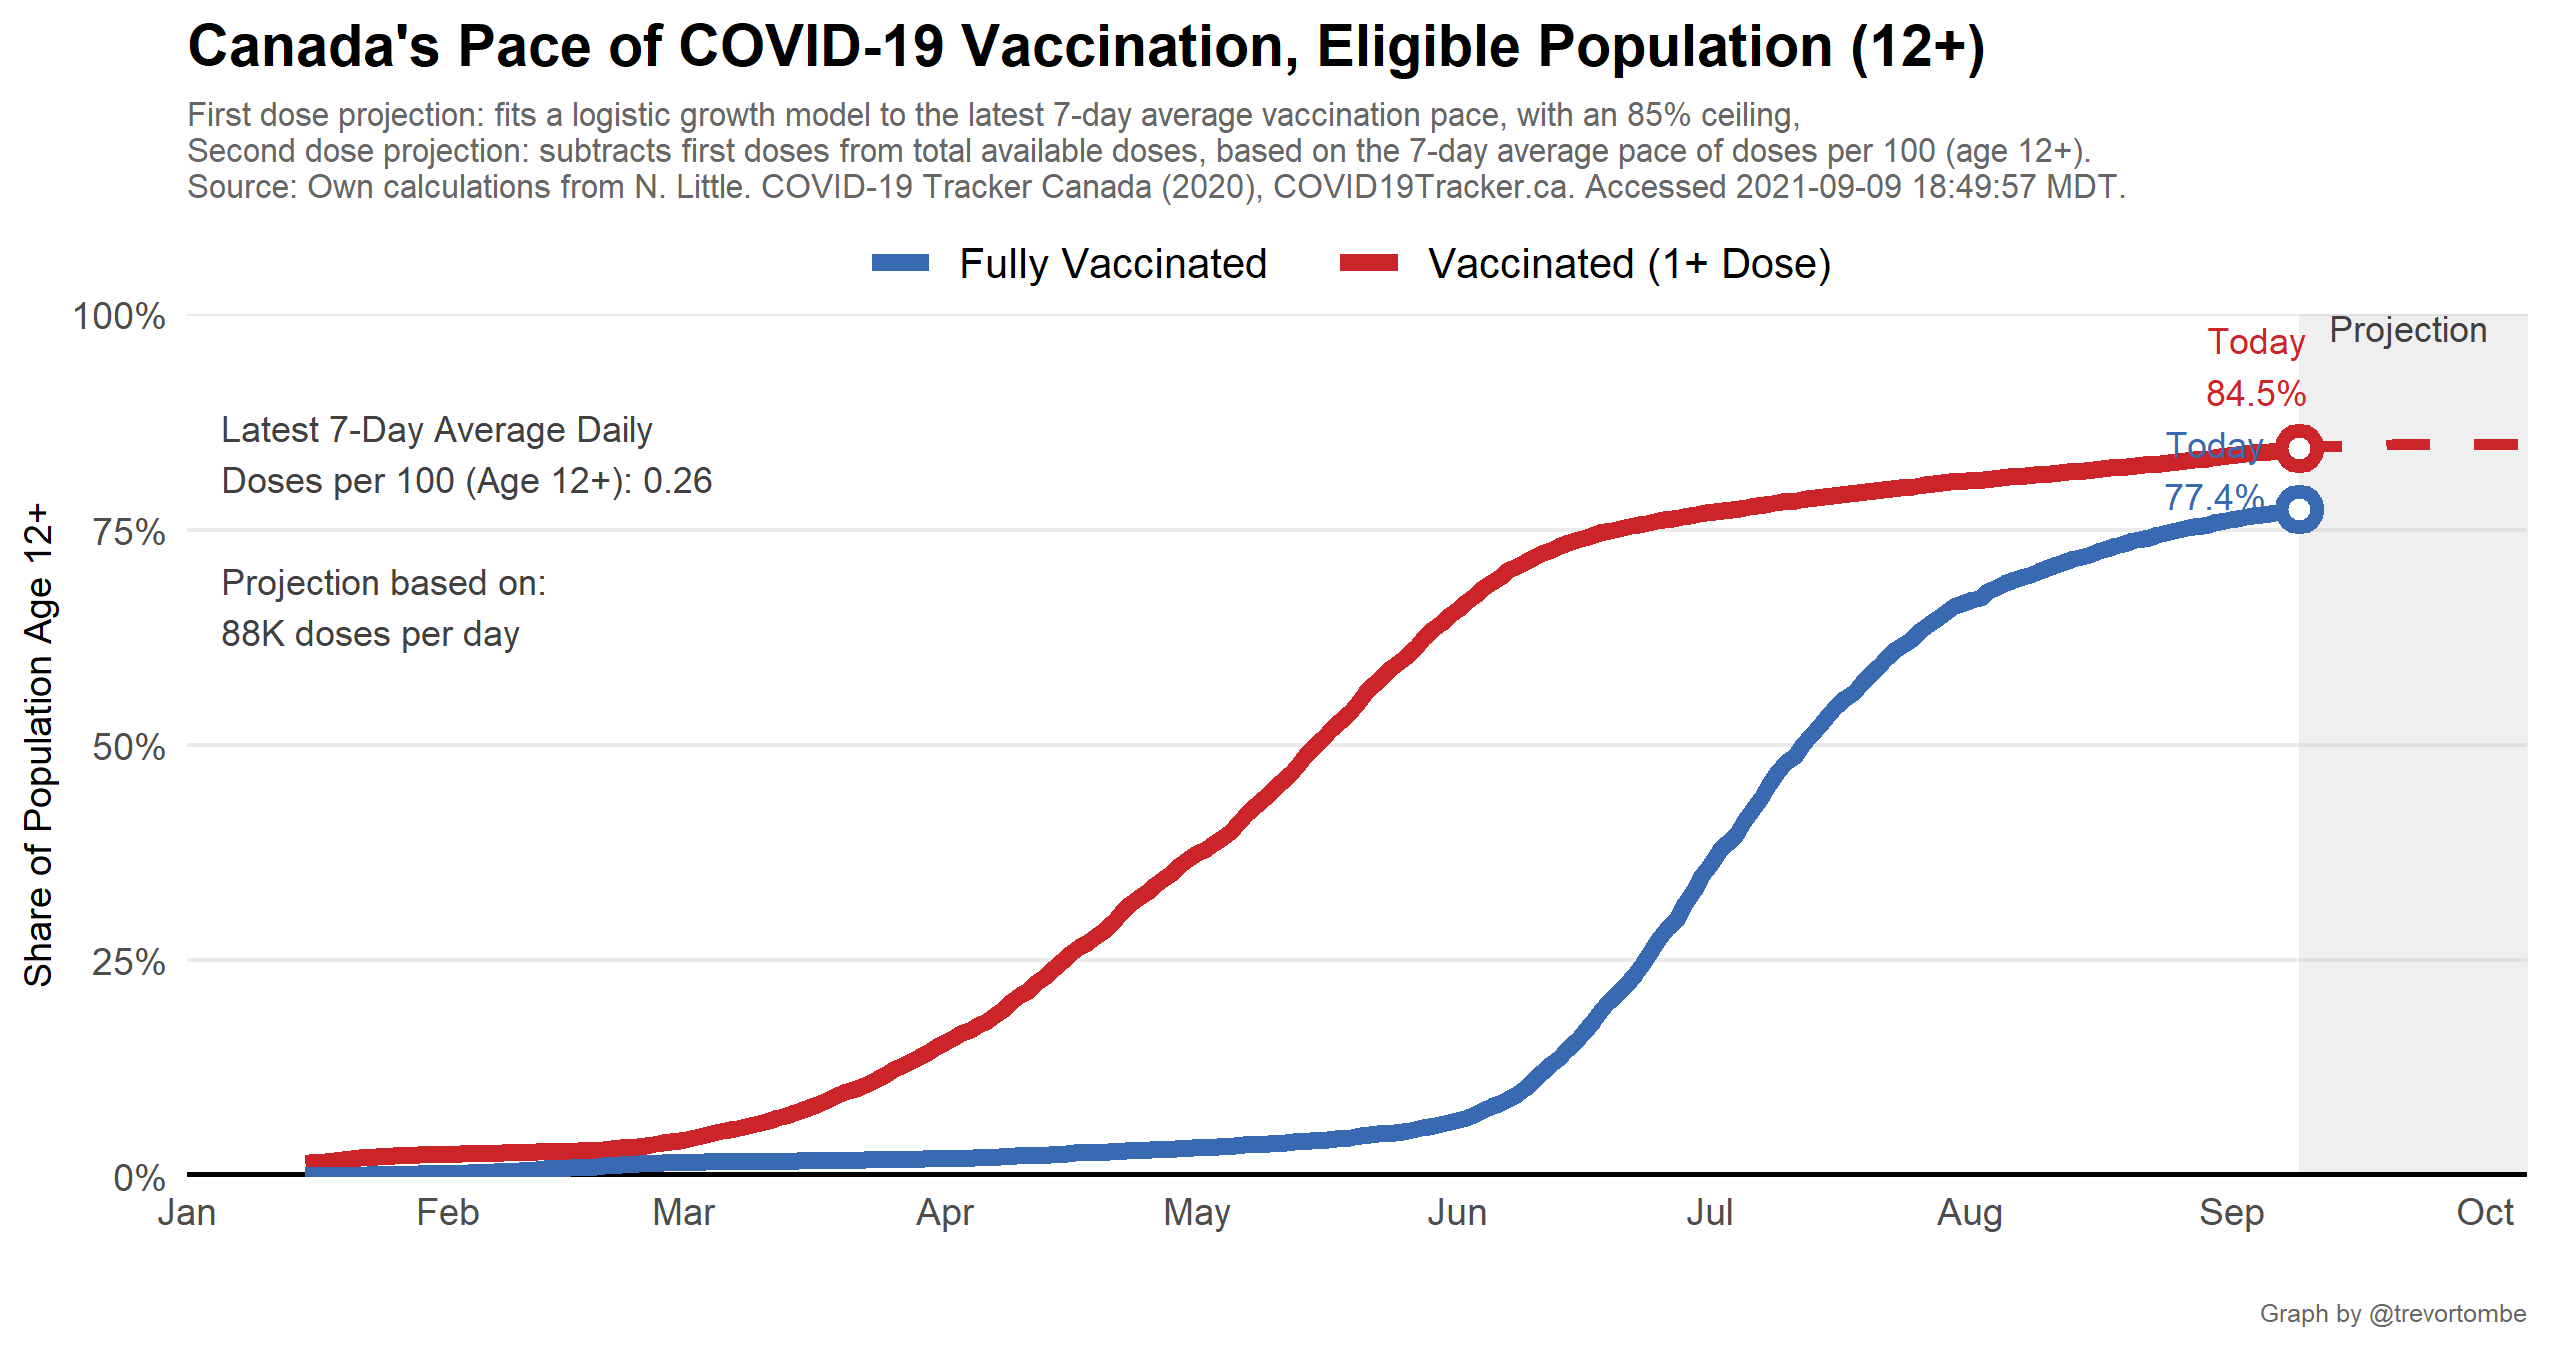 Canada's Pace of COVID-19 Vaccination, Eligible Population (12+)
First dose projection: fits a logistic growth model to the latest 7-day average vaccination pace, with an 85% ceiling,
Second dose projection: subtracts first doses from total available doses, based on the 7-day average pace of doses per 100 (age 12+).
Source: Own calculations from N. Little. COVID-19 Tracker Canada (2020), COVID19Tracker.ca. Accessed 2021-09-09 18:49:57 MDT.
Fully Vaccinated
Vaccinated (1+ Dose)
Share of Population Age 12+
100%
75%
50%
25%
0%
Latest 7-Day Average Daily
Doses per 100 (Age 12+): 0.26
Projection based on:
88K doses per day
Today
84.5%
Today
77.4%
Projection
Jan
Feb
Mar
Apr
May
Jun
Jul
Aug
Sep
Oct
Graph by @trevortombe